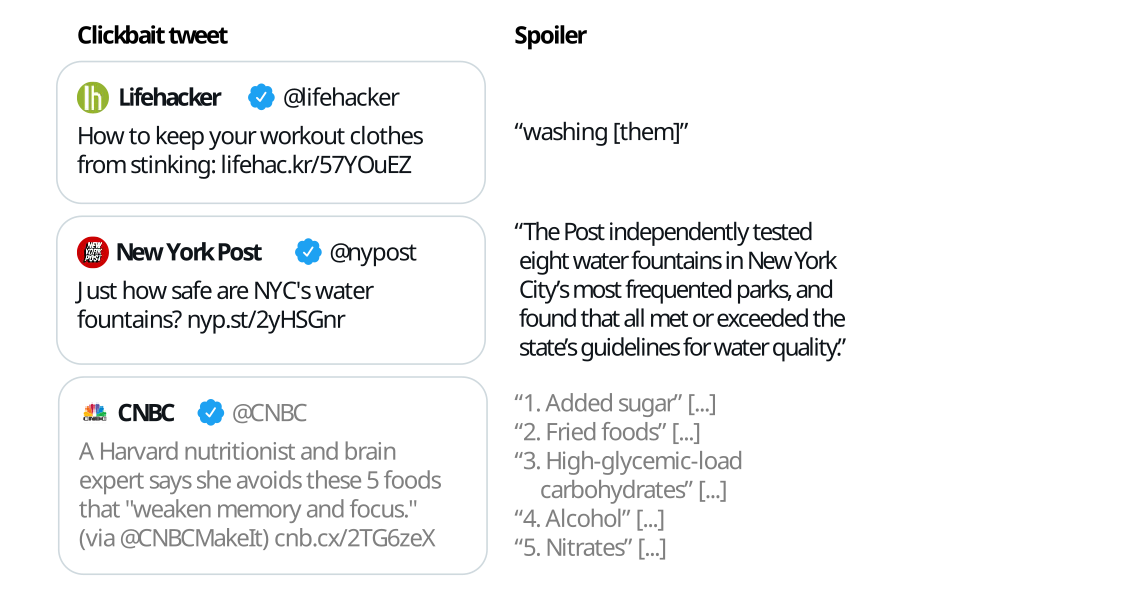 Clickbait tweet
Spoiler
lh Lifehacker @lifehacker
How to keep your workout clothes
from stinking: lifehac.kr/57YOuEZ
“washing [them]”
NEW YORK POST New York Post @nypost
Just how safe are NYC's water
fountains? nyp.st/2yHSGnr
“The Post independently tested
eight water fountains in New York
City’s most frequented parks, and
found that all met or exceeded the
state’s guidelines for water quality.”
CNBC CNBC @CNBC
A Harvard nutritionist and brain
expert says she avoids these 5 foods
that "weaken memory and focus."
(via @CNBCMakeIt) cnb.cx/2TG6zeX
“1. Added sugar” [...]
“2. Fried foods” [...]
“3. High-glycemic-load
carbohydrates” [...]
“4. Alcohol” [...]
“5. Nitrates” [...]